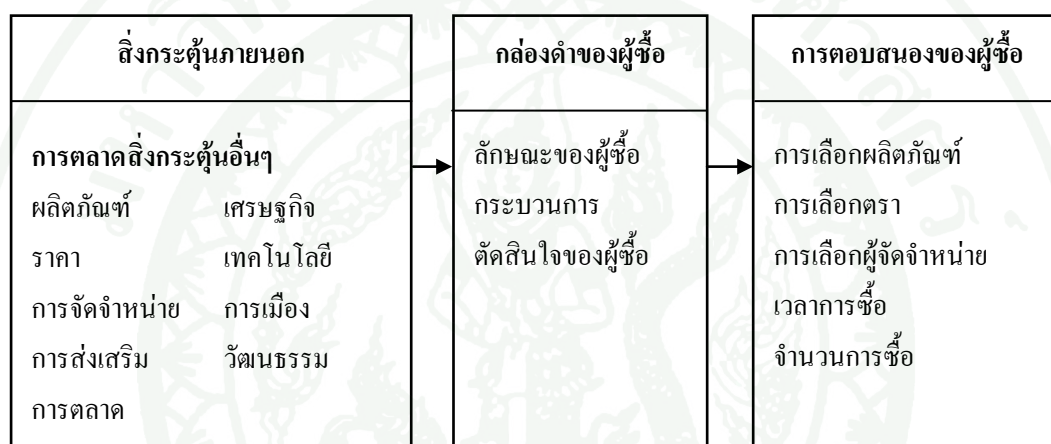 สิ่งกระตุ้นภายนอก
การตลาดสิ่งกระตุ้นอื่นๆ
ผลิตภัณฑ์ เศรษฐกิจ
ราคา เทคโนโลยี
การจัดจำหน่าย การเมือง
การส่งเสริม วัฒนธรรม
การตลาด
กล่องดำของผู้ซื้อ
ลักษณะของผู้ซื้อ
กระบวนการ
ตัดสินใจของผู้ซื้อ
การตอบสนองของผู้ซื้อ
การเลือกผลิตภัณฑ์
การเลือกตรา
การเลือกผู้จัดจำหน่าย
เวลาการซื้อ
จำนวนการซื้อ